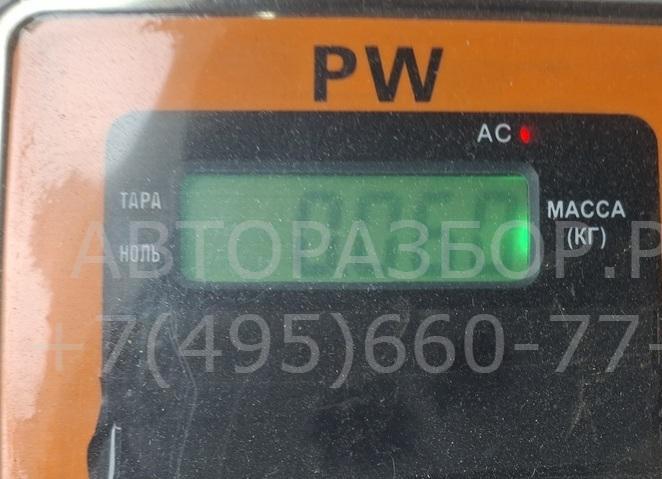 PW
AC
ТАРА
МАССА
(КГ)
НОЛЬ
АВТОРАЗБОР.Р
+7(495)660-77-